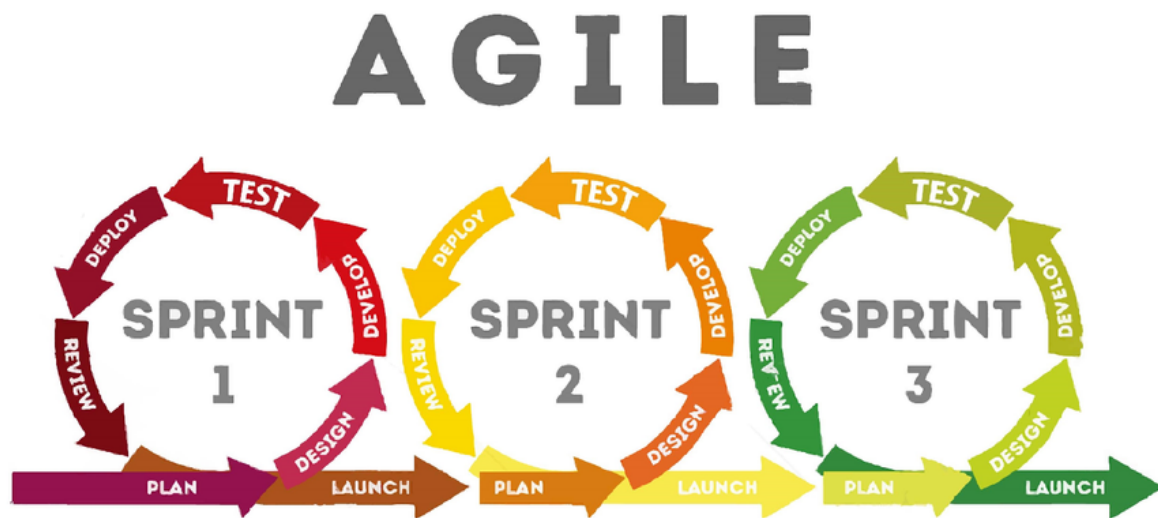 AGILE
SPRINT
1
TEST
DEPLOY
REVIEW
DEVELOP
DESIGN
PLAN
LAUNCH
SPRINT
2
TEST
DEPLOY
REVIEW
DEVELOP
DESIGN
PLAN
LAUNCH
SPRINT
3
TEST
DEPLOY
DEVELOP
DESIGN
PLAN
LAUNCH